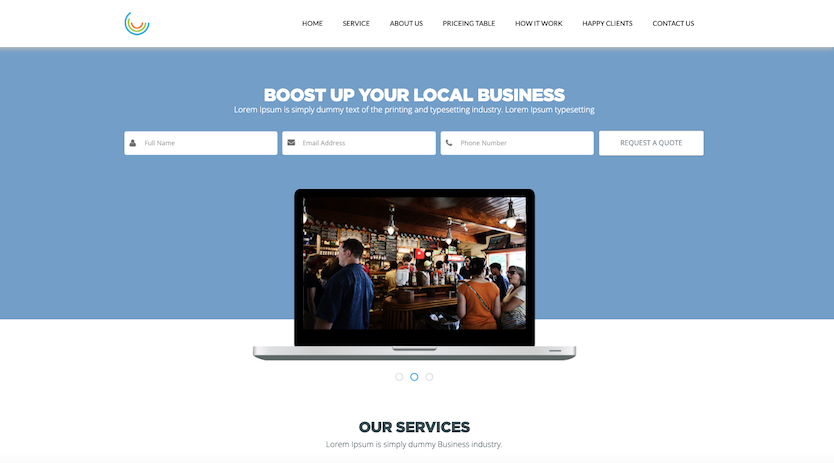 HOME SERVICE ABOUT US PRICEING TABLE HOW IT WORK HAPPY CLIENTS CONTACT US
BOOST UP YOUR LOCAL BUSINESS
Lorem Ipsum is simply dummy text of the printing and typesetting industry. Lorem Ipsum typesetting
Full Name Email Address Phone Number REQUEST A QUOTE
OUR SERVICES
Lorem Ipsum is simply dummy Business industry.